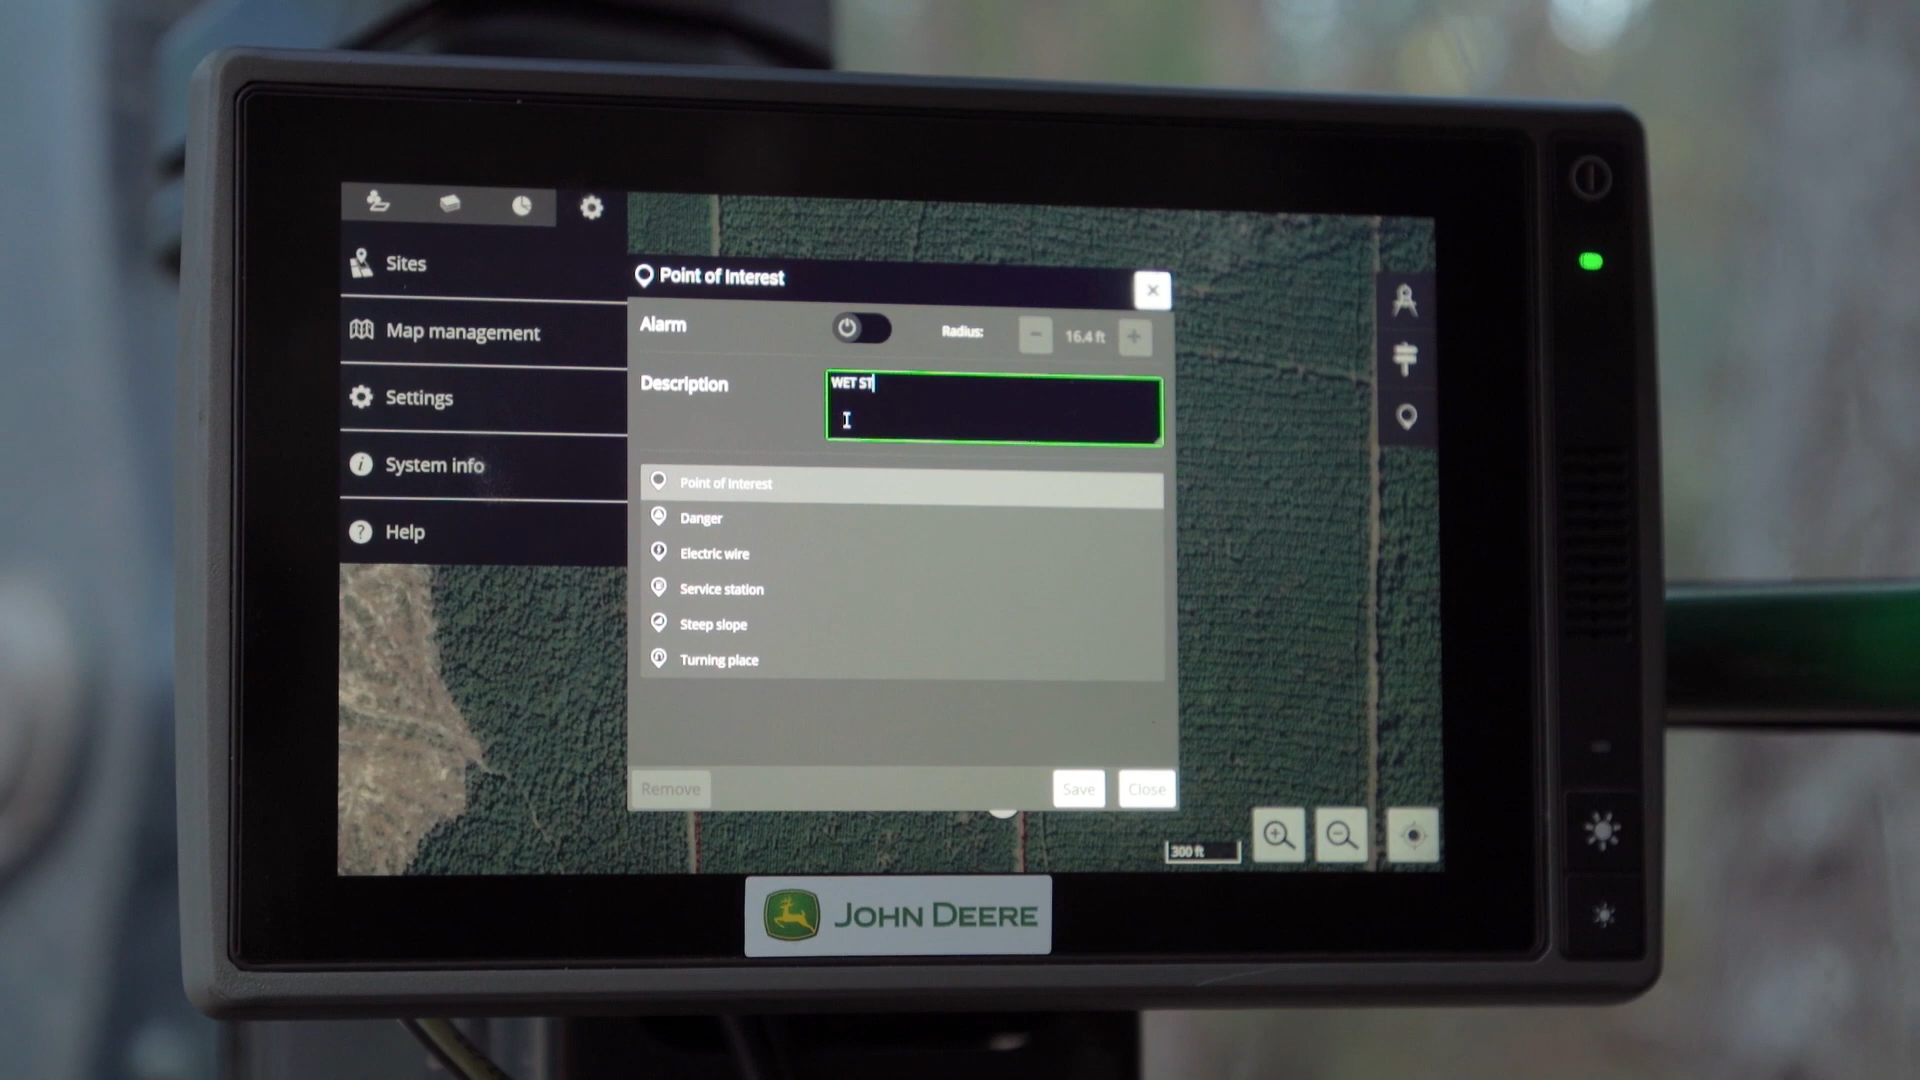 Sites
Map management
Settings
System info
Help
Point of Interest
Alarm
Radius:
16.4 ft
Description
WET ST
Point of Interest
Danger
Electric wire
Service station
Steep slope
Turning place
Remove
Save
Close
300 ft
JOHN DEERE